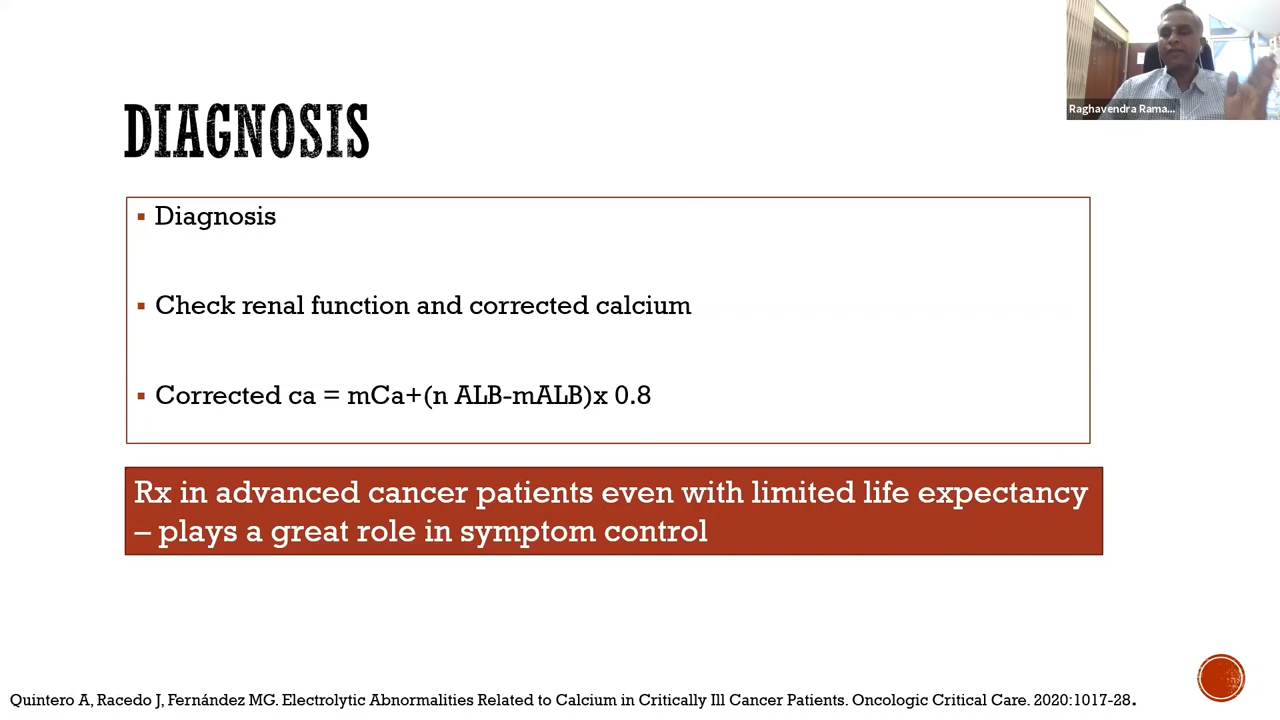 Raghavendra Rama...
DIAGNOSIS
Diagnosis
Check renal function and corrected calcium
Corrected ca = mCa+(n ALB-mALB)x 0.8
Rx in advanced cancer patients even with limited life expectancy
– plays a great role in symptom control
Quintero A, Racedo J, Fernández MG. Electrolytic Abnormalities Related to Calcium in Critically Ill Cancer Patients. Oncologic Critical Care. 2020:1017-28.